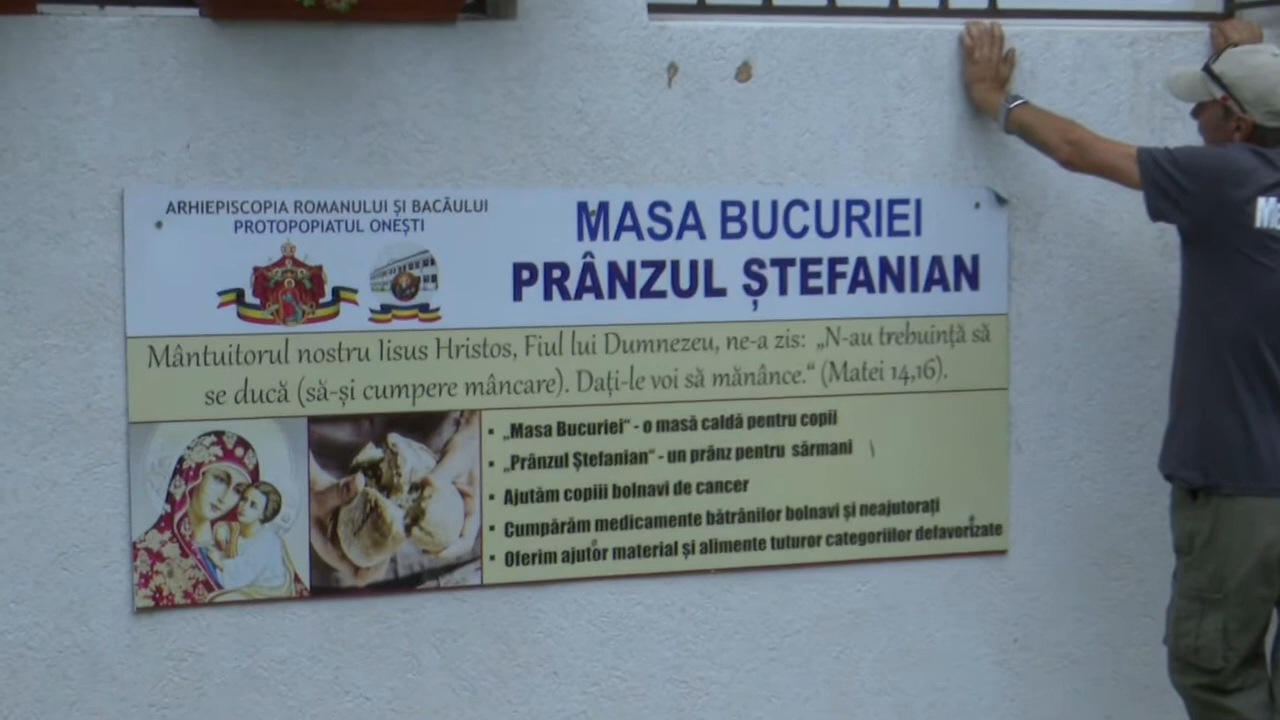 ARHIEPISCOPIA ROMANULUI ȘI BACĂULUI
PROTOPOPIATUL ONEȘTI
MASA BUCURIEI
PRÂNZUL ȘTEFANIAN
Mântuitorul nostru Iisus Hristos, Fiul lui Dumnezeu, ne-a zis: „N-au trebuință să
se ducă (să-și cumpere mâncare). Dați-le voi să mănânce.“ (Matei 14,16).
▪ „Masa Bucuriei“ - o masă caldă pentru copii
▪ „Prânzul Ștefanian“ - un prânz pentru sărmani
▪ Ajutăm copiii bolnavi de cancer
▪ Cumpărăm medicamente bătrânilor bolnavi și neajutorați
▪ Oferim ajutor material și alimente tuturor categoriilor defavorizate